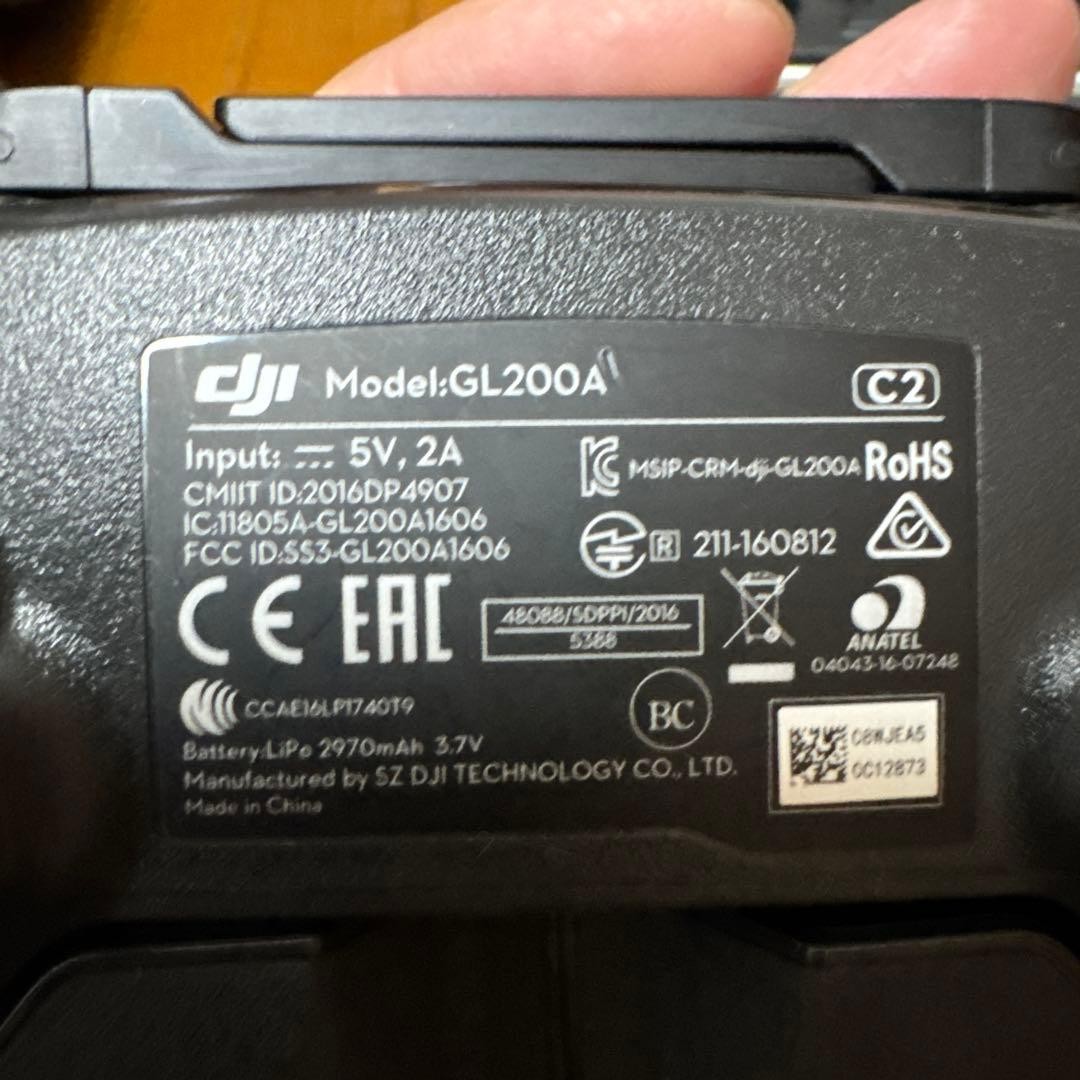 dji Model:GL200A
C2
Input: 5V, 2A
CMIIT ID:2016DP4907
IC:11805A-GL200A1606
FCC ID:SS3-GL200A1606
MSIP-CRM-dji-GL200A
RoHS
R 211-160812
CE EAC
48088/SDPPI/2016
5388
ANATEL
04043-16-07248
CCAE16LP1740T9
BC
Battery:LiPo 2970mAh 3.7V
Manufactured by SZ DJI TECHNOLOGY CO., LTD.
Made in China
08WJEA5
0C12873